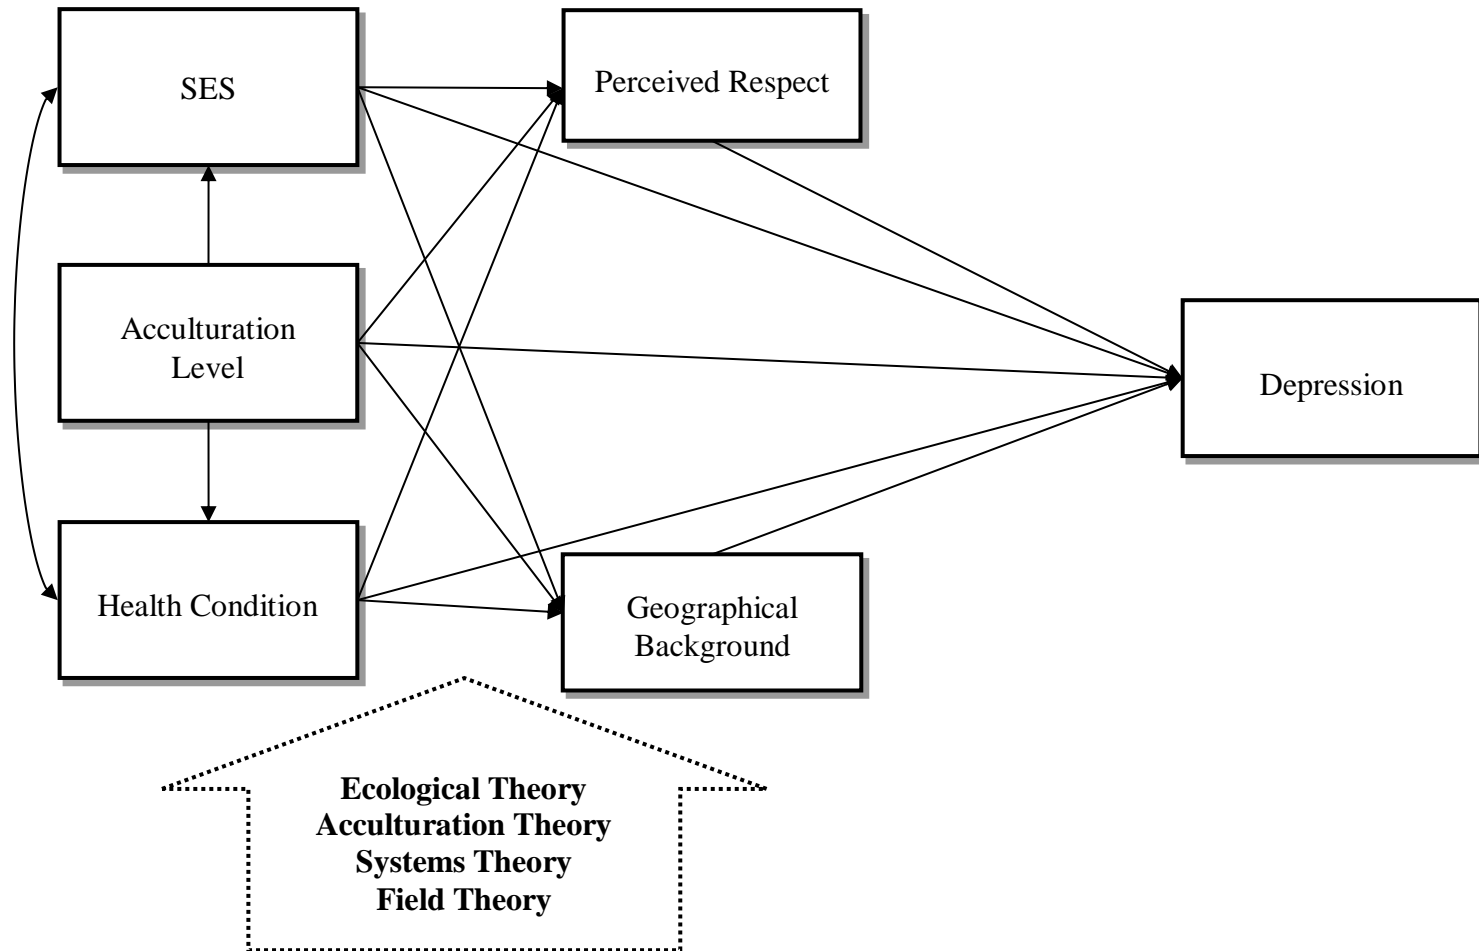 SES
Perceived Respect
Acculturation
Level
Depression
Health Condition
Geographical
Background
Ecological Theory
Acculturation Theory
Systems Theory
Field Theory